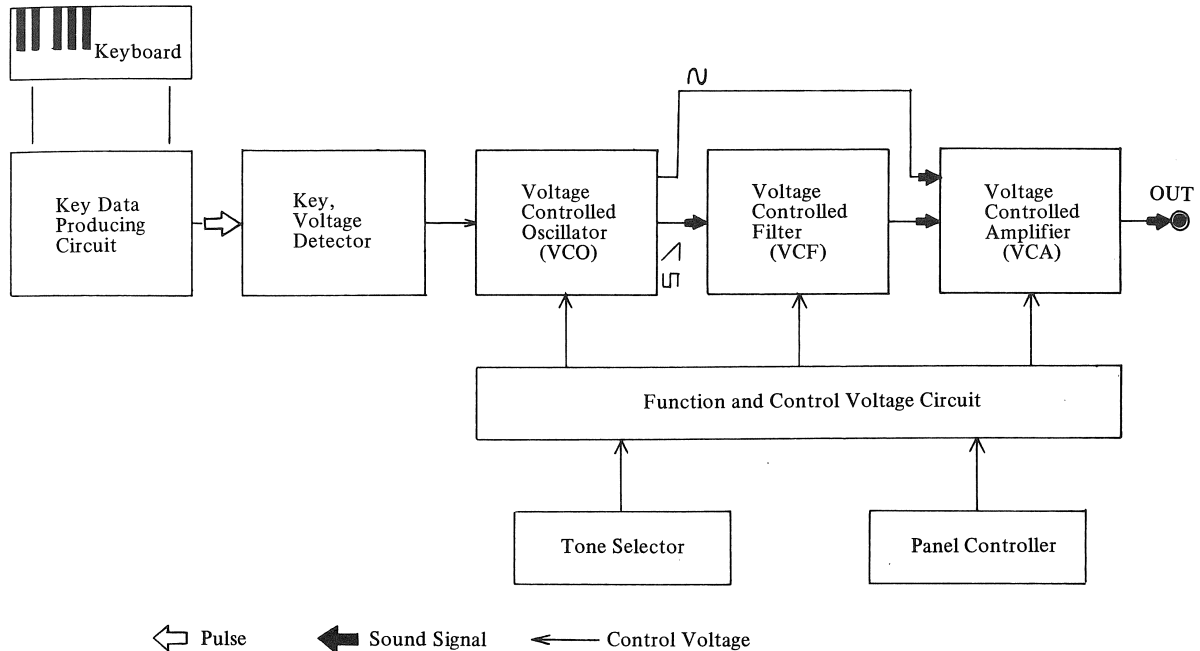 Keyboard
Key Data
Producing
Circuit
Key,
Voltage
Detector
Voltage
Controlled
Oscillator
(VCO)
Voltage
Controlled
Filter
(VCF)
Voltage
Controlled
Amplifier
(VCA)
OUT
Function and Control Voltage Circuit
Tone Selector
Panel Controller
Pulse
Sound Signal
Control Voltage